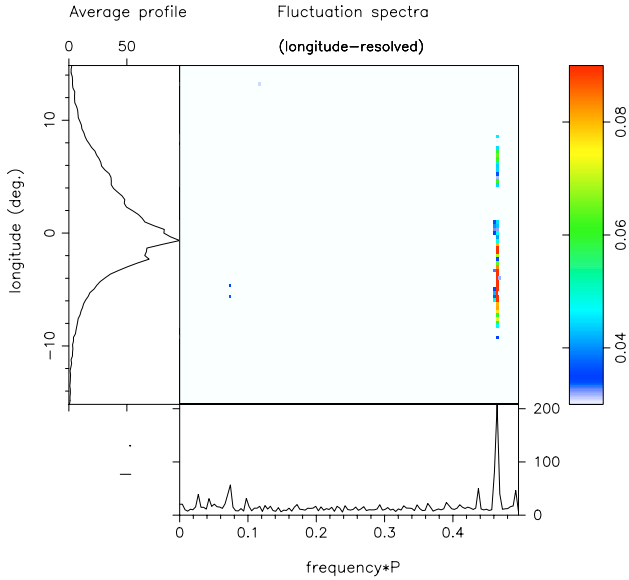 Average profile
Fluctuation spectra
0 50
(longitude-resolved)
longitude (deg.)
10
0
-10
0.08
0.06
0.04
200
100
0
0 0.1 0.2 0.3 0.4
frequency*P